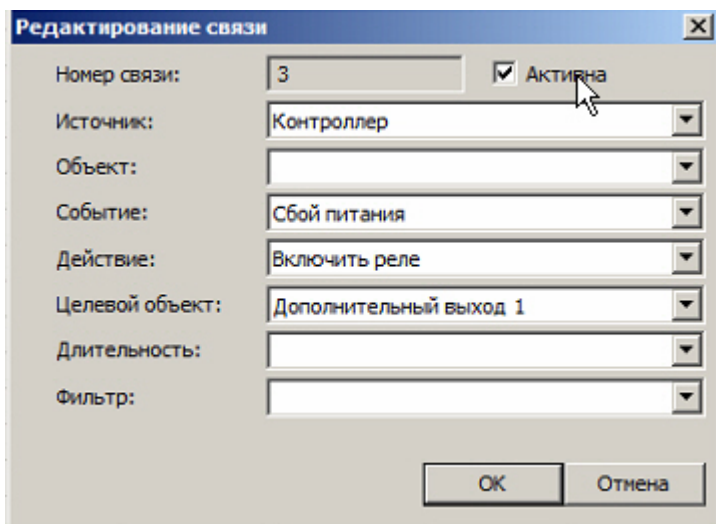 Редактирование связи
Номер связи: 3 Активна
Источник: Контроллер
Объект:
Событие: Сбой питания
Действие: Включить реле
Целевой объект: Дополнительный выход 1
Длительность:
Фильтр:
OK Отмена